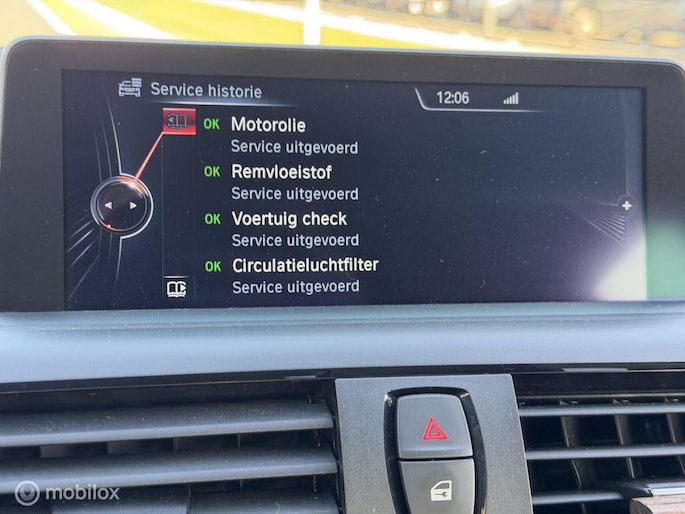 Service historie
12:06
OK Motorolie
Service uitgevoerd
OK Remvloeistof
Service uitgevoerd
OK Voertuig check
Service uitgevoerd
OK Circulatieluchtfilter
Service uitgevoerd
mobilox